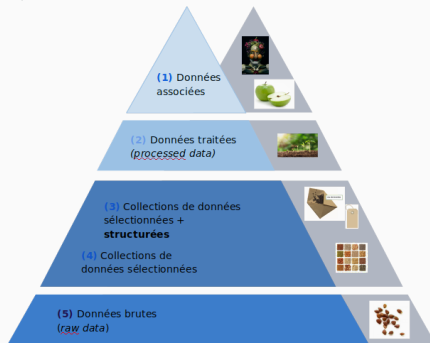 (1) Données
associées
(2) Données traitées
(processed data)
(3) Collections de données
sélectionnées +
structurées
(4) Collections de
données sélectionnées
(5) Données brutes
(raw data)